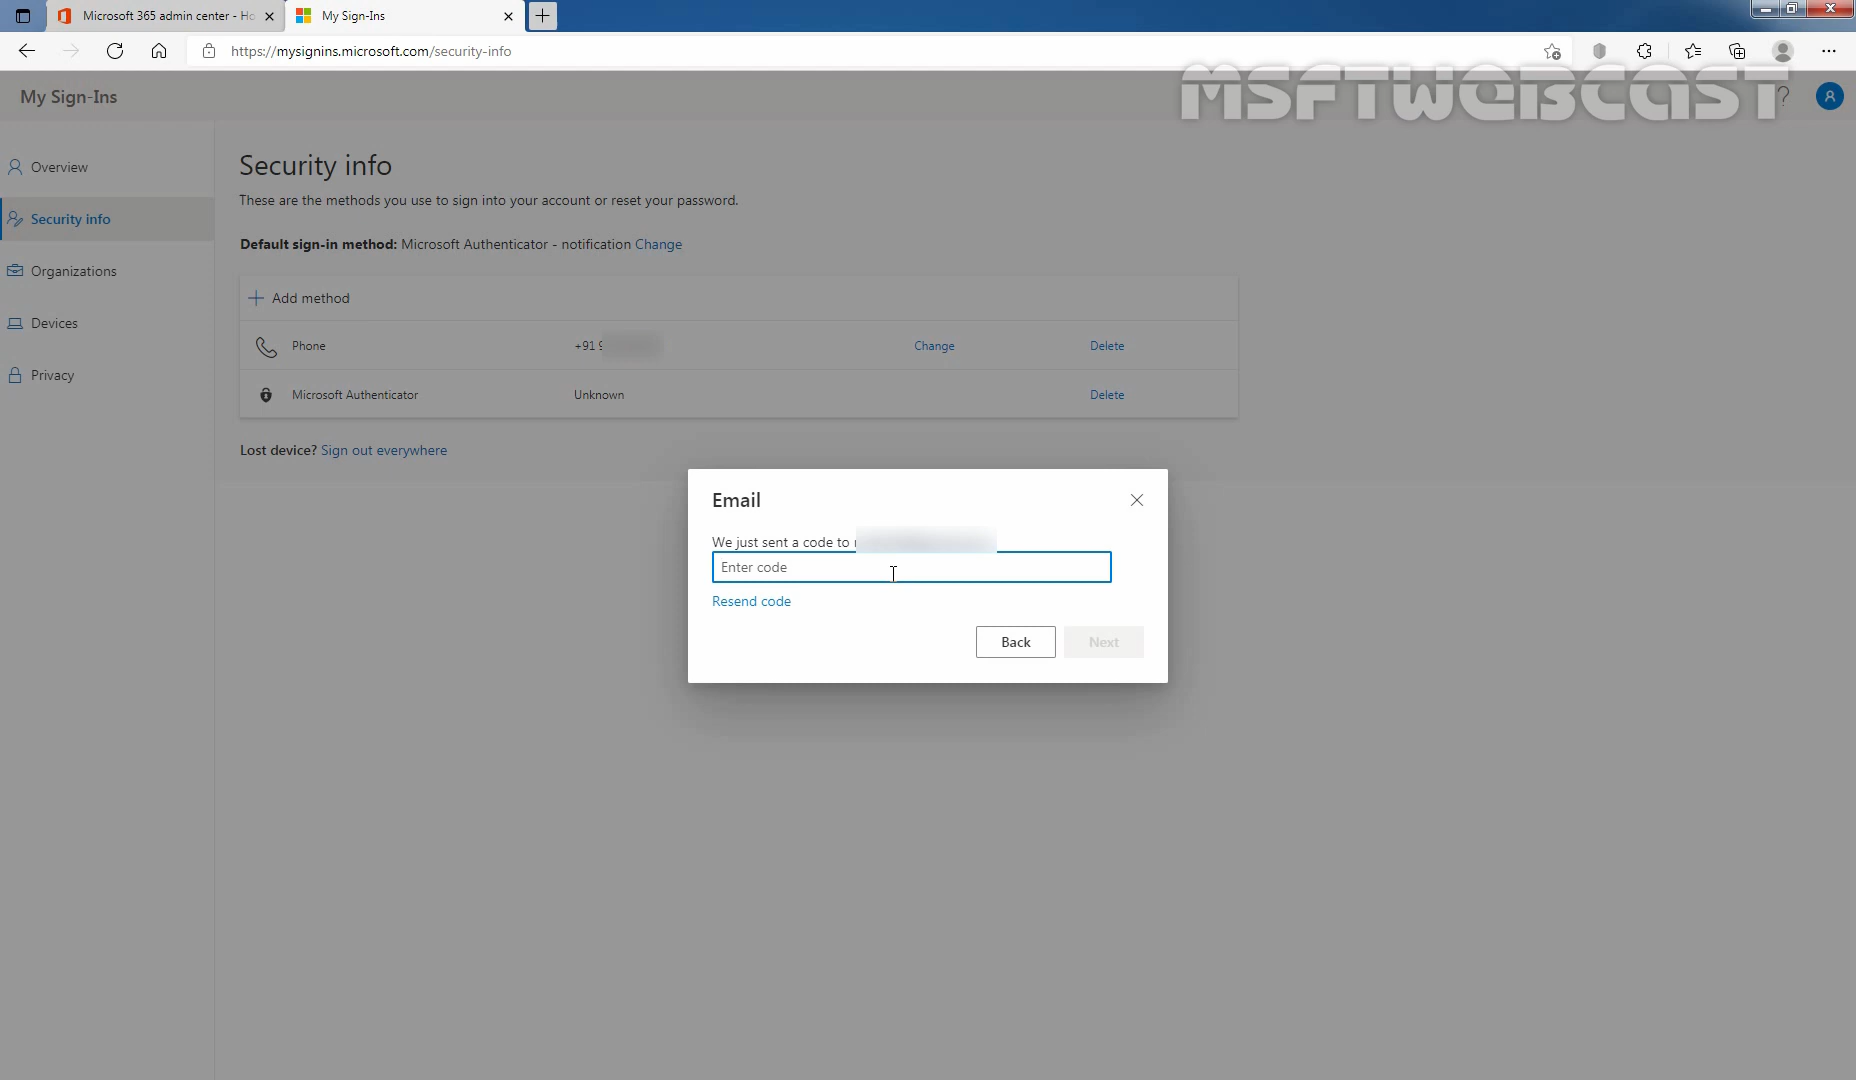 Microsoft 365 admin center - Ho
My Sign-Ins
https://mysignins.microsoft.com/security-info
MSFTWEBCAST
My Sign-Ins
?
Overview
Security info
Organizations
Devices
Privacy
Security info
These are the methods you use to sign into your account or reset your password.
Default sign-in method: Microsoft Authenticator - notification Change
Add method
Phone +91 9 Change Delete
Microsoft Authenticator Unknown Delete
Lost device? Sign out everywhere
Email
We just sent a code to
Enter code
Resend code
Back Next